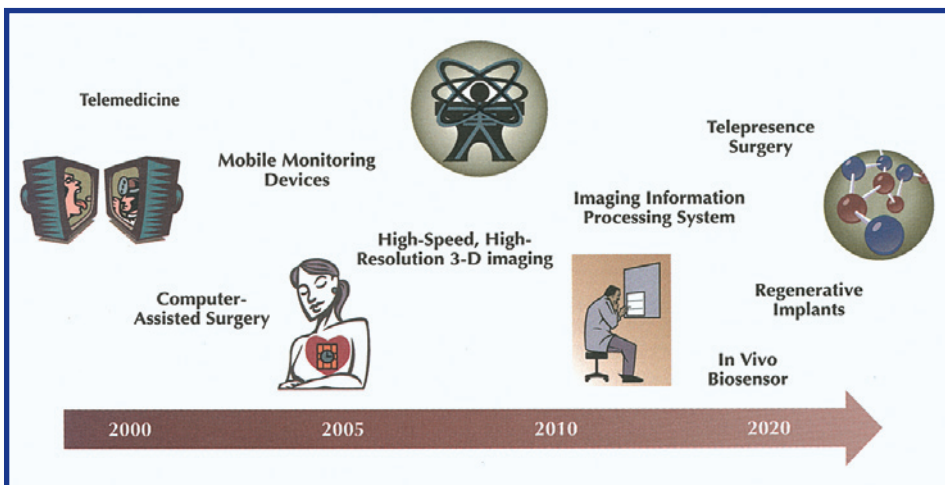 Telemedicine
Mobile Monitoring
Devices
Computer-
Assisted Surgery
High-Speed, High-
Resolution 3-D imaging
Imaging Information
Processing System
Telepresence
Surgery
Regenerative
Implants
In Vivo
Biosensor
2000
2005
2010
2020